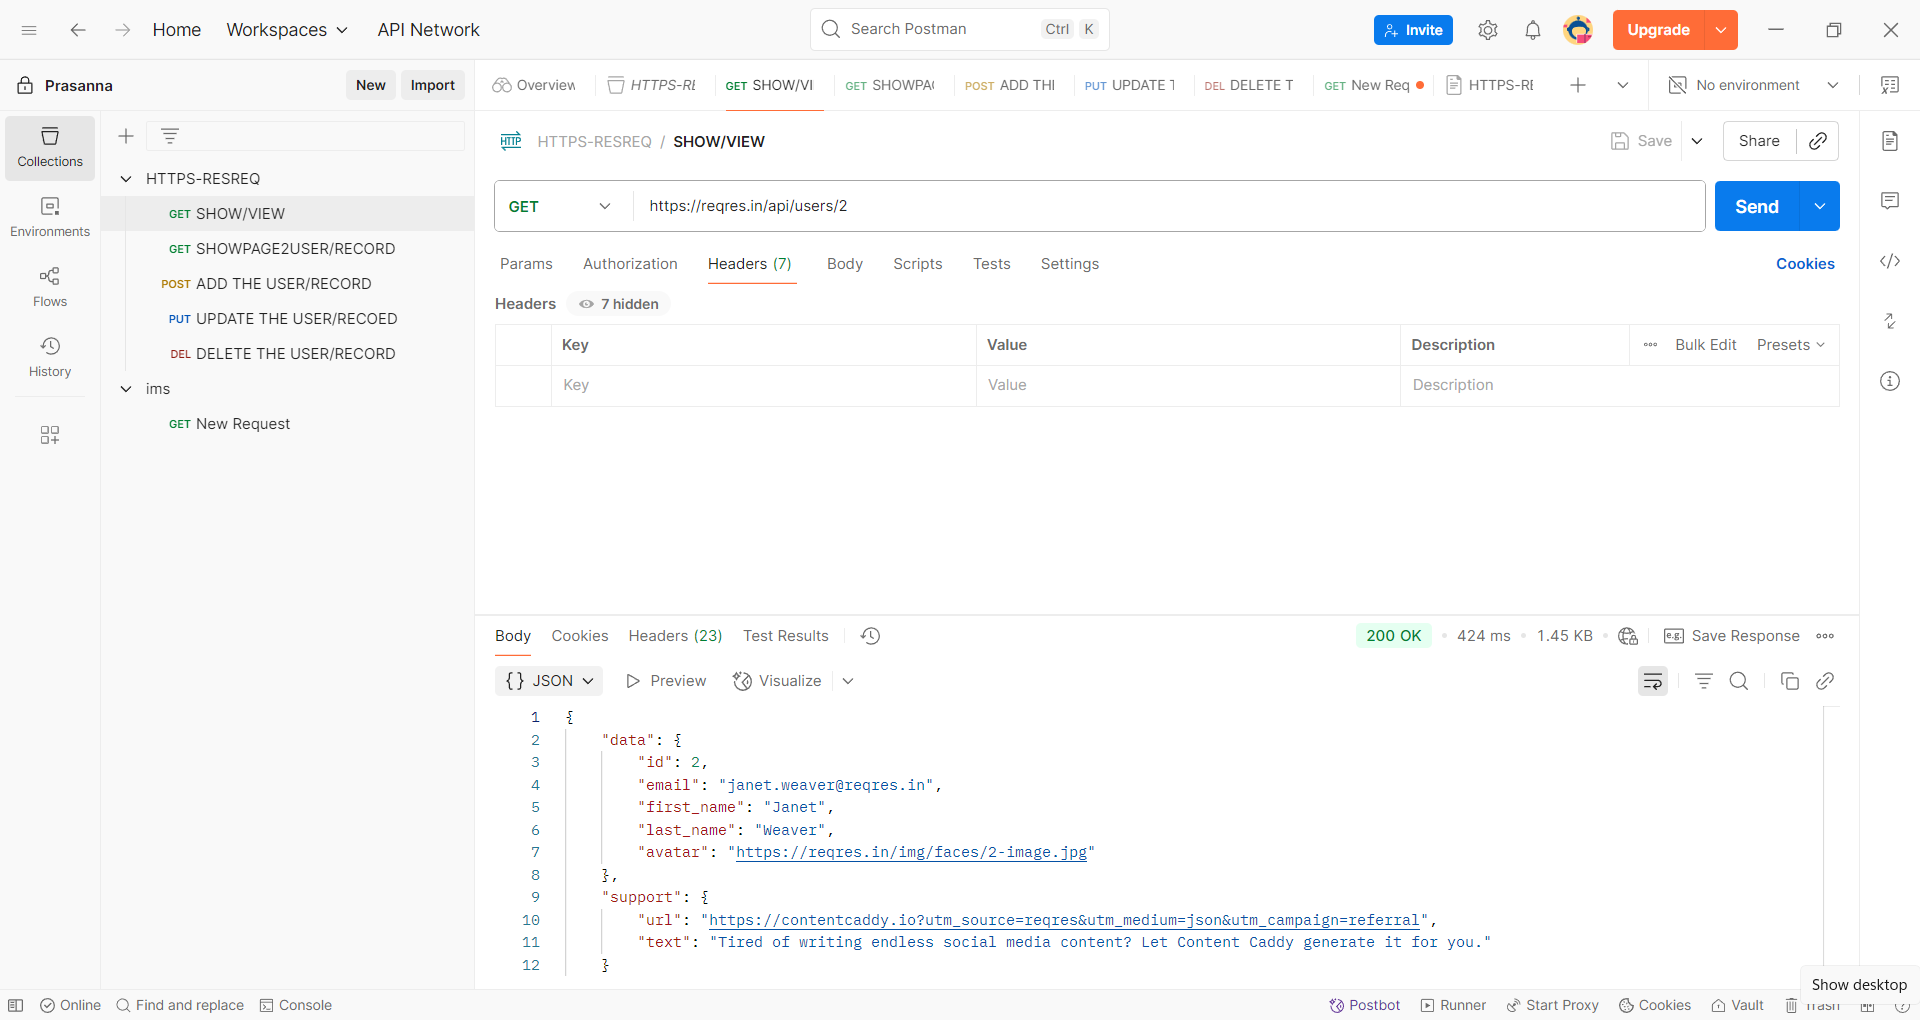 Home Workspaces API Network Search Postman Ctrl K Invite Upgrade
Prasanna New Import Overview HTTPS-RE GET SHOW/VI GET SHOWPA POST ADD THI PUT UPDATE T DEL DELETE T GET New Req HTTPS-RE No environment
Collections
Environments
Flows
History
HTTPS-RESREQ
GET SHOW/VIEW
GET SHOWPAGE2USER/RECORD
POST ADD THE USER/RECORD
PUT UPDATE THE USER/RECOED
DEL DELETE THE USER/RECORD
ims
GET New Request
HTTP HTTPS-RESREQ / SHOW/VIEW Save Share
GET https://reqres.in/api/users/2 Send
Params Authorization Headers (7) Body Scripts Tests Settings Cookies
Headers 7 hidden
Key Value Description Bulk Edit Presets
Key Value Description
Body Cookies Headers (23) Test Results 200 OK 424 ms 1.45 KB e.g. Save Response
{} JSON Preview Visualize
1 {
2 "data": {
3 "id": 2,
4 "email": "janet.weaver@reqres.in",
5 "first_name": "Janet",
6 "last_name": "Weaver",
7 "avatar": "https://reqres.in/img/faces/2-image.jpg"
8 },
9 "support": {
10 "url": "https://contentcaddy.io?utm_source=reqres&utm_medium=json&utm_campaign=referral",
11 "text": "Tired of writing endless social media content? Let Content Caddy generate it for you."
12 }
Show desktop
Online Find and replace Console Postbot Runner Start Proxy Cookies Vault Trash